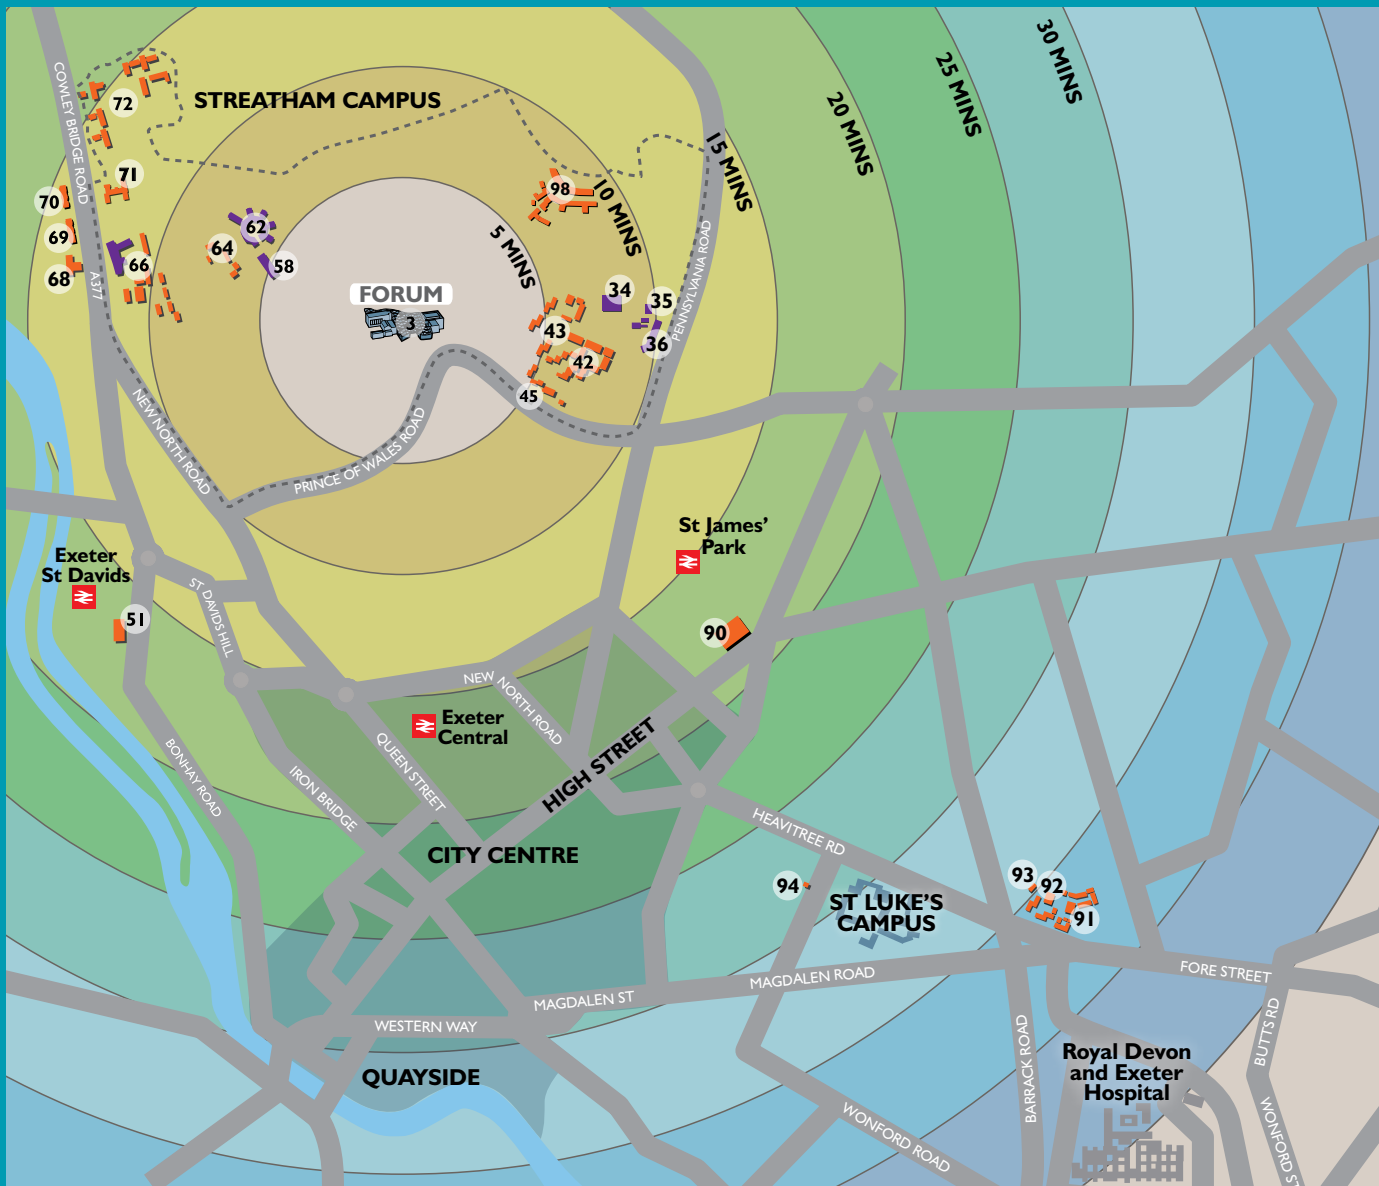 30 MINS
25 MINS
20 MINS
15 MINS
10 MINS
5 MINS
COWLEY BRIDGE ROAD
STREATHAM CAMPUS
72
71
70
69
68
66
A377
64
62
58
98
FORUM
3
34
35
36
43
42
45
PENNSYLVANIA ROAD
NEW NORTH ROAD
PRINCE OF WALES ROAD
St James'
Park
Exeter
St Davids
51
ST DAVIDS HILL
90
NEW NORTH ROAD
Exeter
Central
HIGH STREET
BONHAY ROAD
IRON BRIDGE
QUEEN STREET
CITY CENTRE
HEAVITREE RD
94
ST LUKE'S
CAMPUS
93
92
91
MAGDALEN ROAD
FORE STREET
MAGDALEN ST
WESTERN WAY
QUAYSIDE
BARRACK ROAD
Royal Devon
and Exeter
Hospital
BUTTS RD
WONFORD ROAD
WONFORD ST